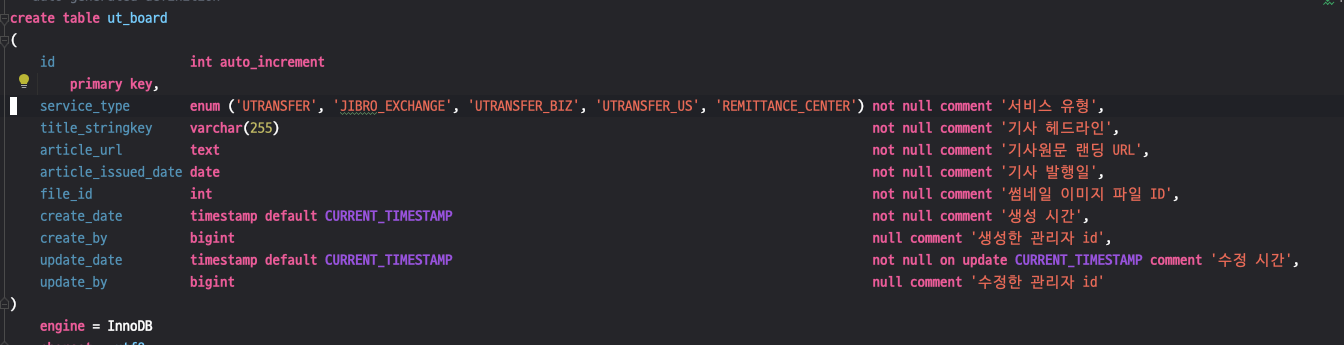 create table ut_board
(
id int auto_increment
primary key,
service_type enum ('UTRANSFER', 'JIBRO_EXCHANGE', 'UTRANSFER_BIZ', 'UTRANSFER_US', 'REMITTANCE_CENTER') not null comment '서비스 유형',
title_stringkey varchar(255) not null comment '기사 헤드라인',
article_url text not null comment '기사원문 랜딩 URL',
article_issued_date date not null comment '기사 발행일',
file_id int not null comment '썸네일 이미지 파일 ID',
create_date timestamp default CURRENT_TIMESTAMP not null comment '생성 시간',
create_by bigint null comment '생성한 관리자 id',
update_date timestamp default CURRENT_TIMESTAMP not null on update CURRENT_TIMESTAMP comment '수정 시간',
update_by bigint null comment '수정한 관리자 id'
)
engine = InnoDB